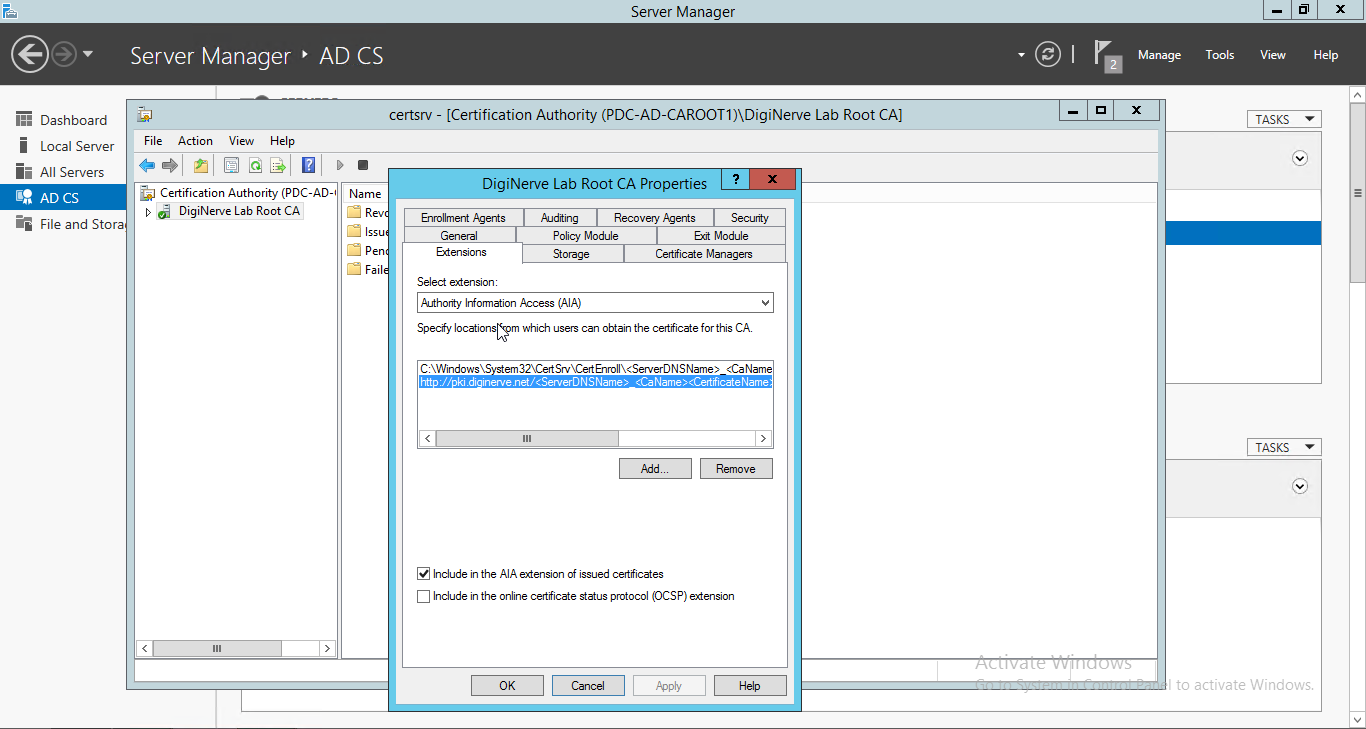 Server Manager
Server Manager ‣ AD CS
2 Manage Tools View Help
Dashboard
Local Server
All Servers
AD CS
File and Stora
TASKS
TASKS
certsrv - [Certification Authority (PDC-AD-CAROOT1)\DigiNerve Lab Root CA]
File Action View Help
Certification Authority (PDC-AD-
DigiNerve Lab Root CA
Name
Revo
Issue
Pend
Faile
DigiNerve Lab Root CA Properties
Enrollment Agents Auditing Recovery Agents Security
General Policy Module Exit Module
Extensions Storage Certificate Managers
Select extension:
Authority Information Access (AIA)
Specify locations from which users can obtain the certificate for this CA.
C:\Windows\System32\CertSrv\CertEnroll\<ServerDNSName>_<CaName
http://pki.diginerve.net/<ServerDNSName>_<CaName><CertificateName>
Add... Remove
Include in the AIA extension of issued certificates
Include in the online certificate status protocol (OCSP) extension
OK Cancel Apply Help
Activate Windows
Go to System in Control Panel to activate Windows.